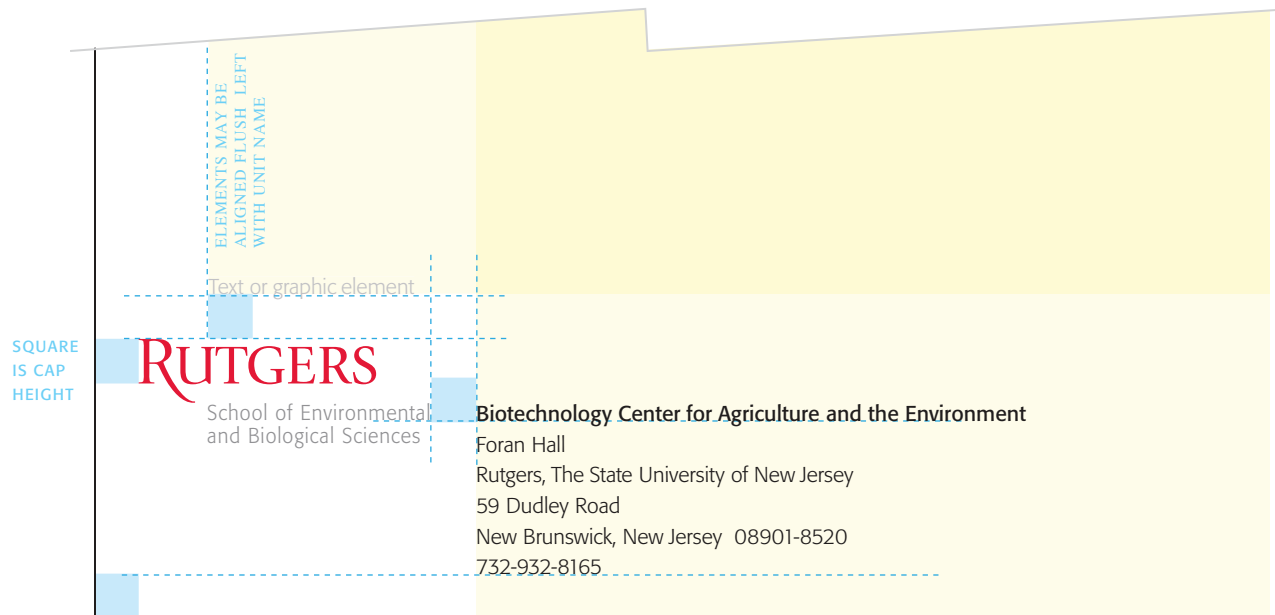 ELEMENTS MAY BE
ALIGNED FLUSH LEFT
WITH UNIT NAME
Text or graphic element
SQUARE
IS CAP
HEIGHT
RUTGERS
School of Environmental
and Biological Sciences
Biotechnology Center for Agriculture and the Environment
Foran Hall
Rutgers, The State University of New Jersey
59 Dudley Road
New Brunswick, New Jersey 08901-8520
732-932-8165